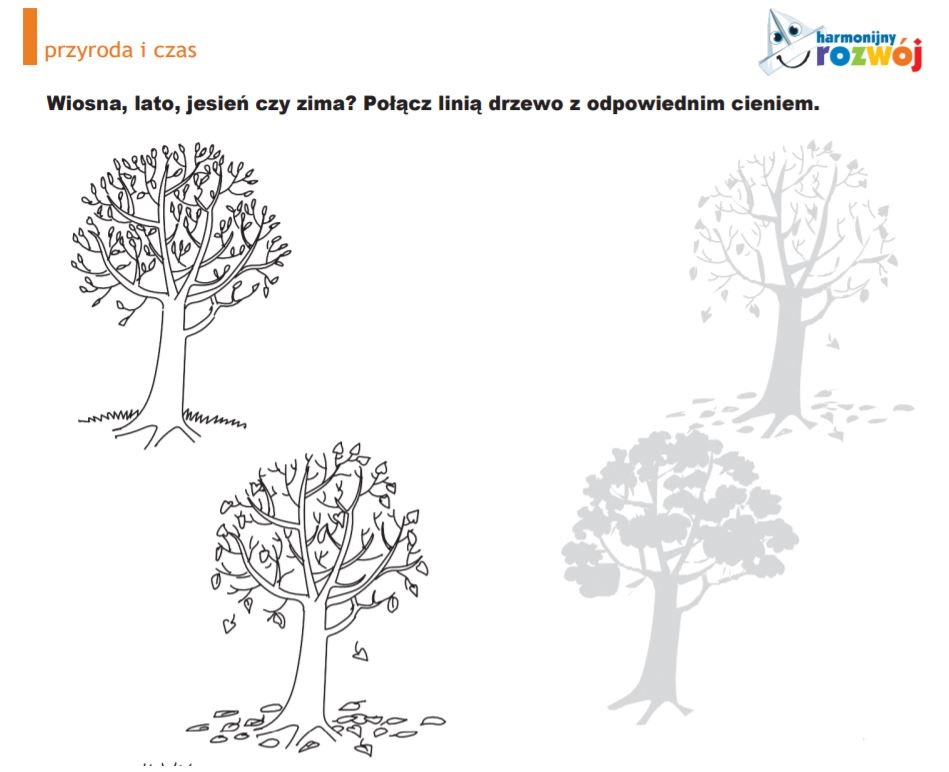 harmonijny
rozwój
przyroda i czas
Wiosna, lato, jesień czy zima? Połącz linią drzewo z odpowiednim cieniem.